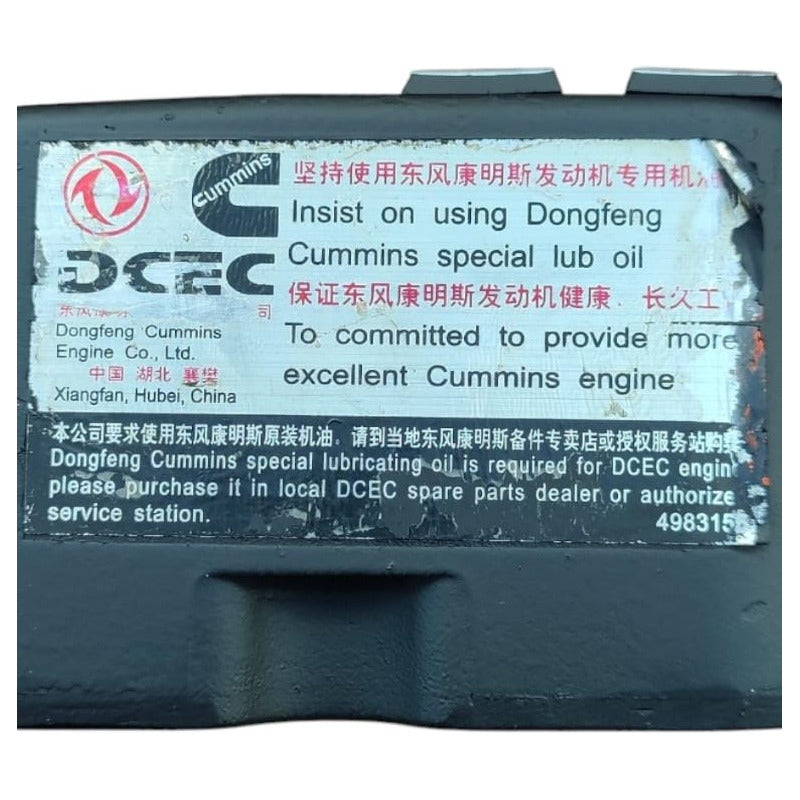 cummins
DCEC
司
Dongfeng Cummins
Engine Co., Ltd.
中国 湖北 襄樊
Xiangfan, Hubei, China
坚持使用东风康明斯发动机专用机油
Insist on using Dongfeng
Cummins special lub oil
保证东风康明斯发动机健康、长久工
To committed to provide more
excellent Cummins engine
本公司要求使用东风康明斯原装机油。请到当地东风康明斯备件专卖店或授权服务站购买
Dongfeng Cummins special lubricating oil is required for DCEC engin
please purchase it in local DCEC spare parts dealer or authorize
service station.
498315